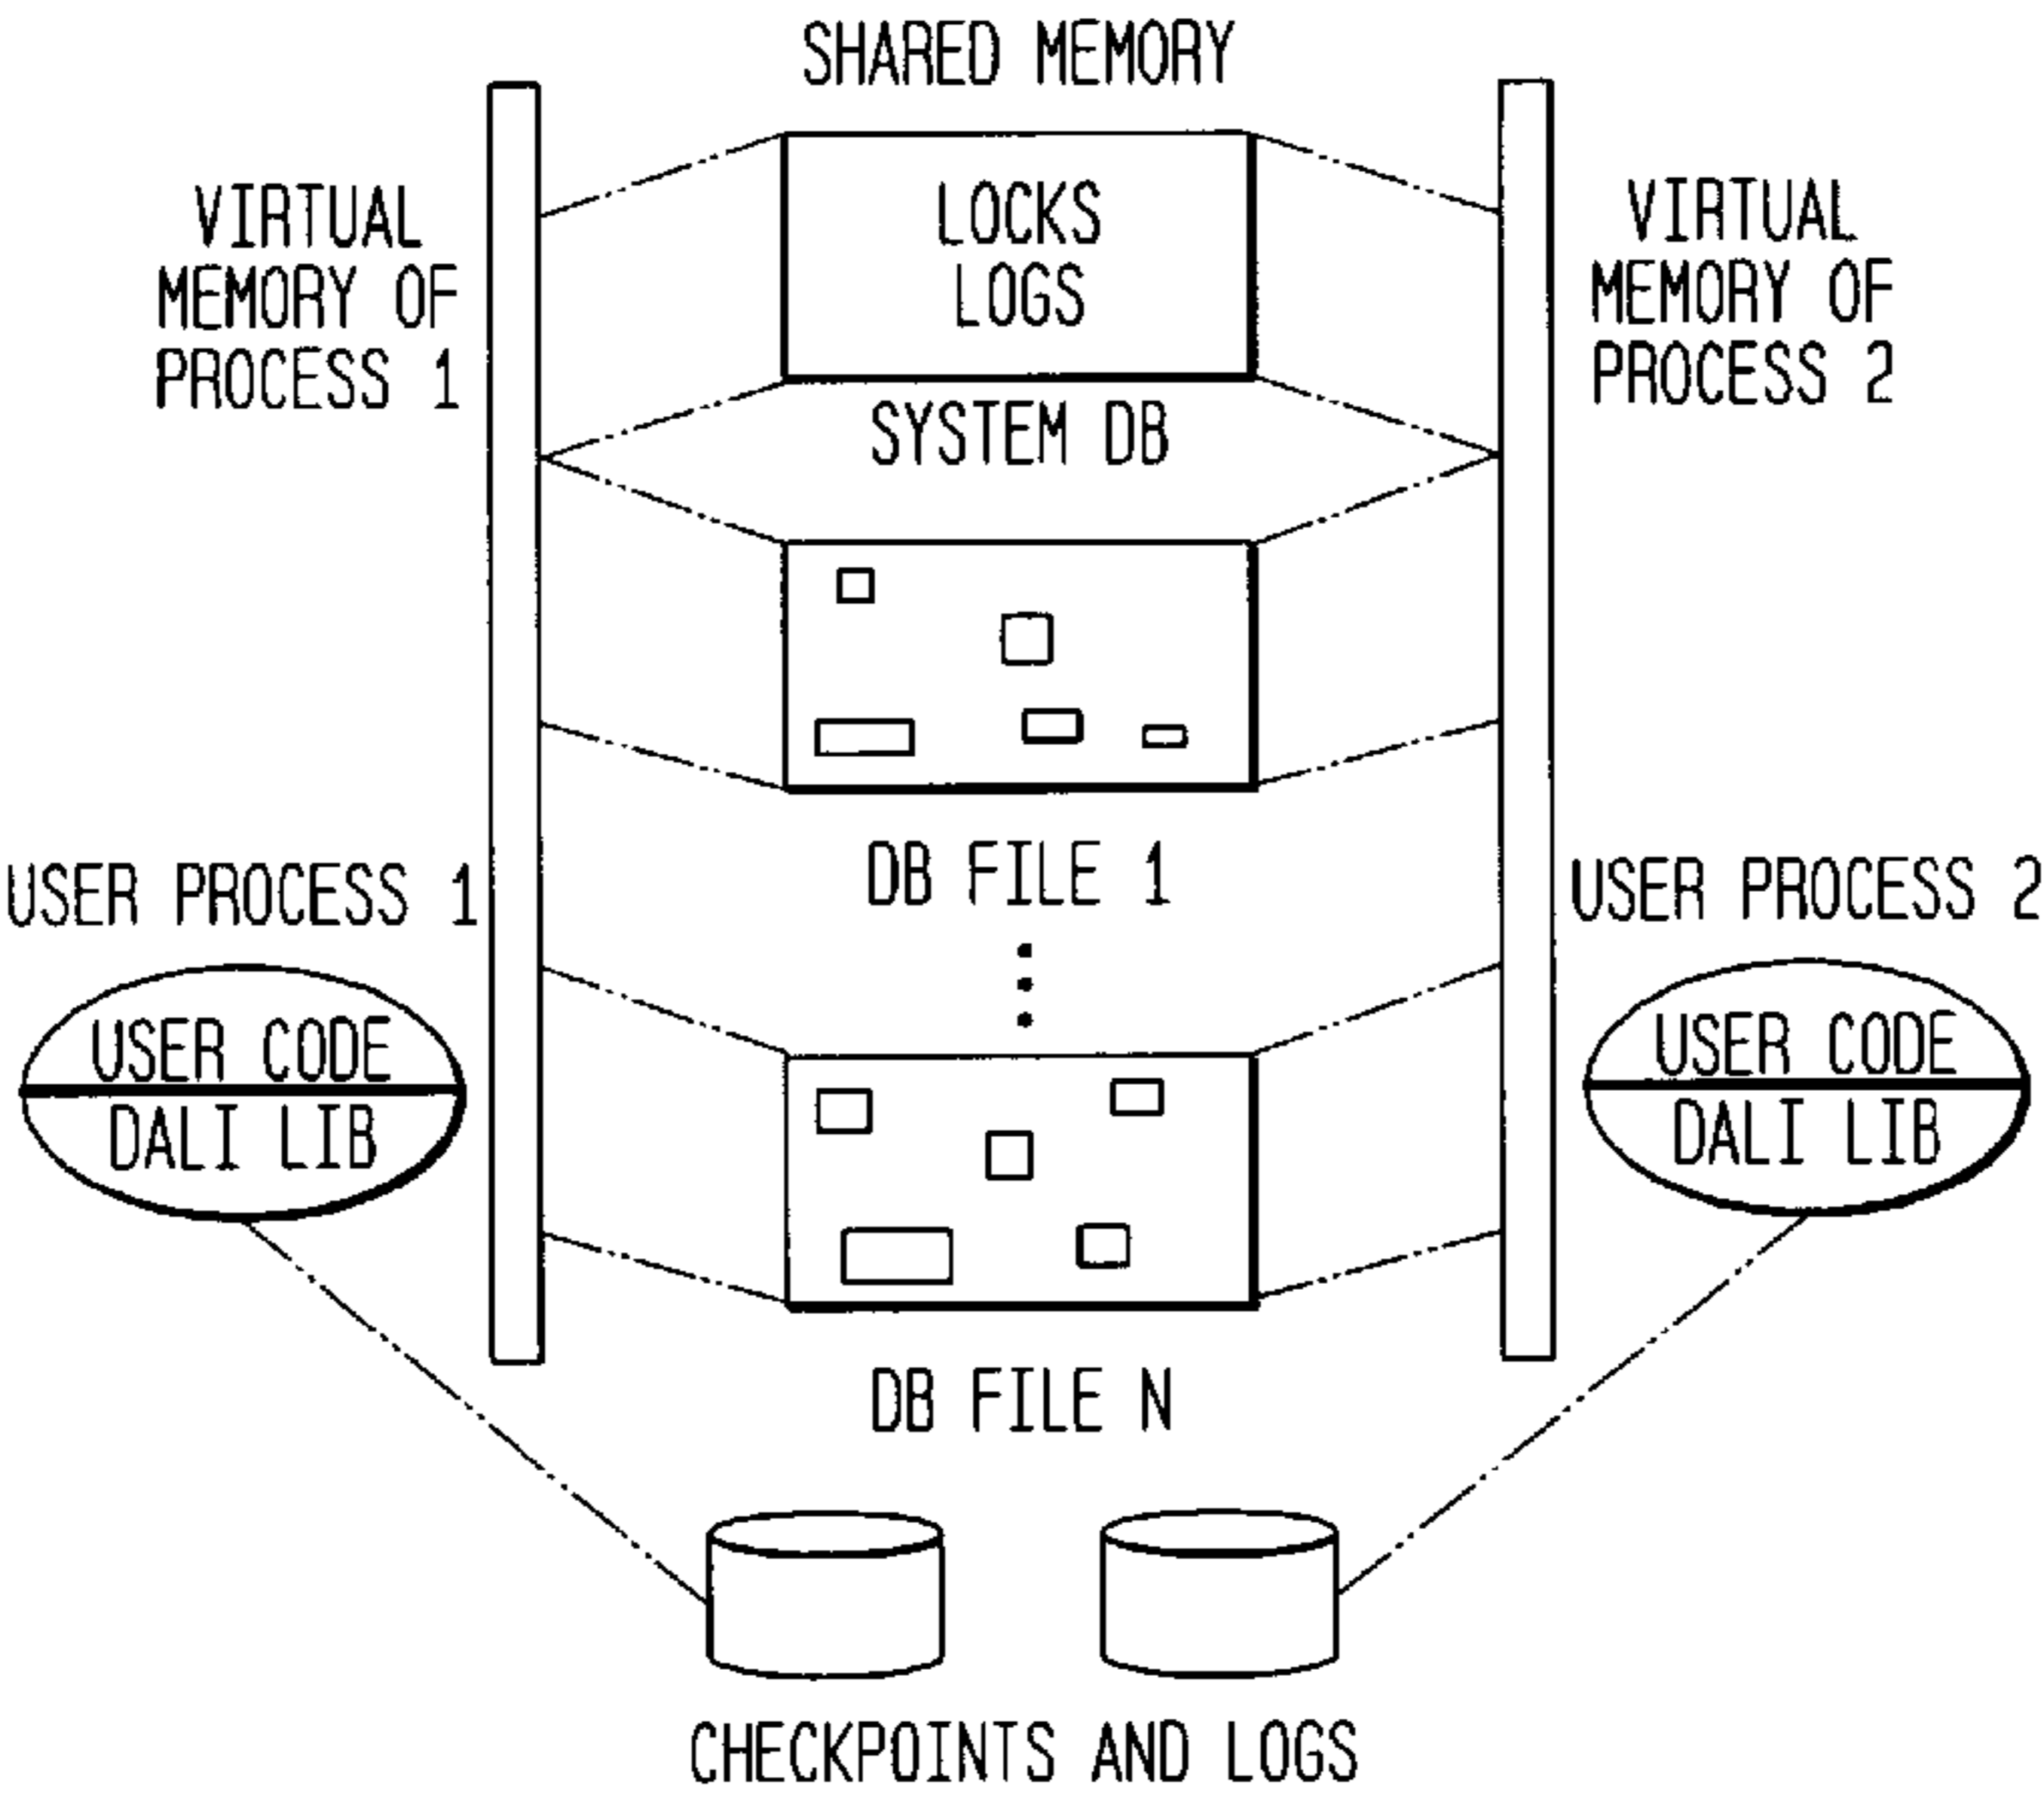 SHARED MEMORY
VIRTUAL
MEMORY OF
PROCESS 1
LOCKS
LOGS
VIRTUAL
MEMORY OF
PROCESS 2
SYSTEM DB
DB FILE 1
USER PROCESS 1
USER CODE
DALI LIB
USER PROCESS 2
USER CODE
DALI LIB
DB FILE N
CHECKPOINTS AND LOGS